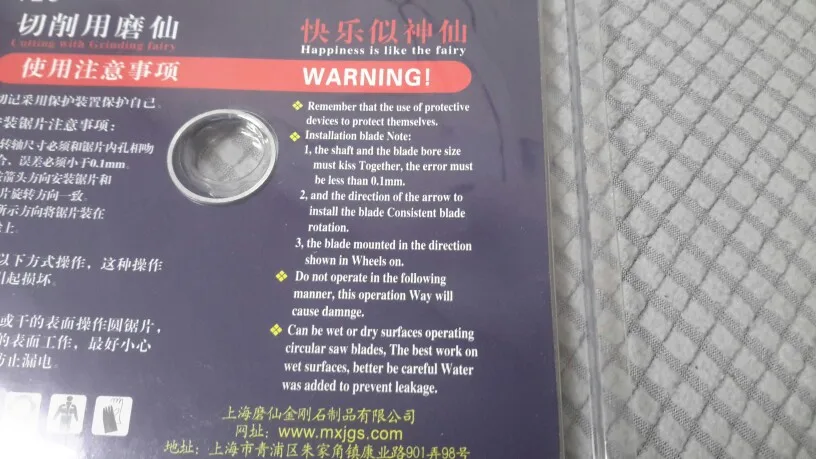 切削用磨仙
Cutting with Grinding fairy
快乐似神仙
Happiness is like the fairy
使用注意事项
WARNING!
切记采用保护装置保护自己。
装锯片注意事项：
转轴尺寸必须和锯片内孔相吻
合，误差必须小于0.1mm。
箭头方向安装锯片和
片旋转方向一致。
所示方向将锯片装在
上。
以下方式操作，这种操作
引起损坏。
或干的表面操作圆锯片，
的表面工作，最好小心
防止漏电。
Remember that the use of protective
devices to protect themselves.
Installation blade Note:
1, the shaft and the blade bore size
must kiss Together, the error must
be less than 0.1mm.
2, and the direction of the arrow to
install the blade Consistent blade
rotation.
3, the blade mounted in the direction
shown in Wheels on.
Do not operate in the following
manner, this operation Way will
cause damnge.
Can be wet or dry surfaces operating
circular saw blades, The best work on
wet surfaces, better be careful Water
was added to prevent leakage.
上海磨仙金刚石制品有限公司
网址：www.mxjgs.com
地址：上海市青浦区朱家角镇康业路901弄98号